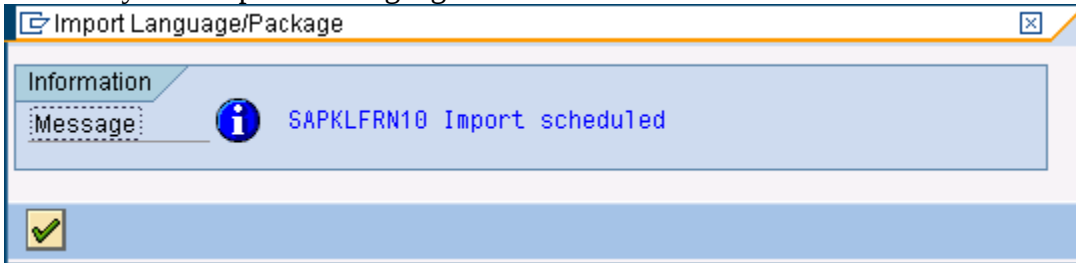 Import Language/Package
Information
Message
SAPKLFRN10 Import scheduled